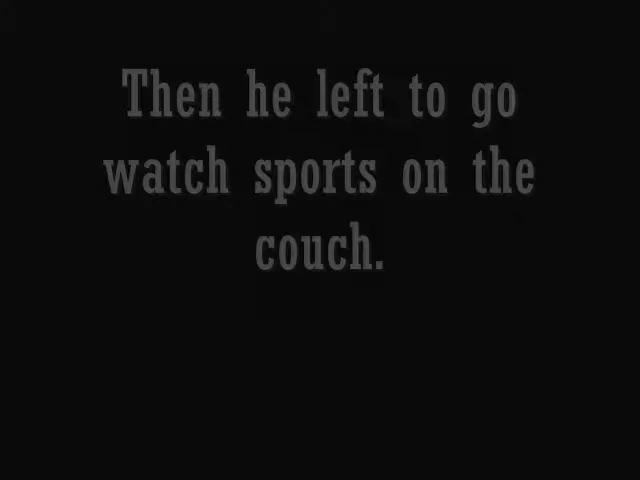 Then he left to go
watch sports on the
couch.